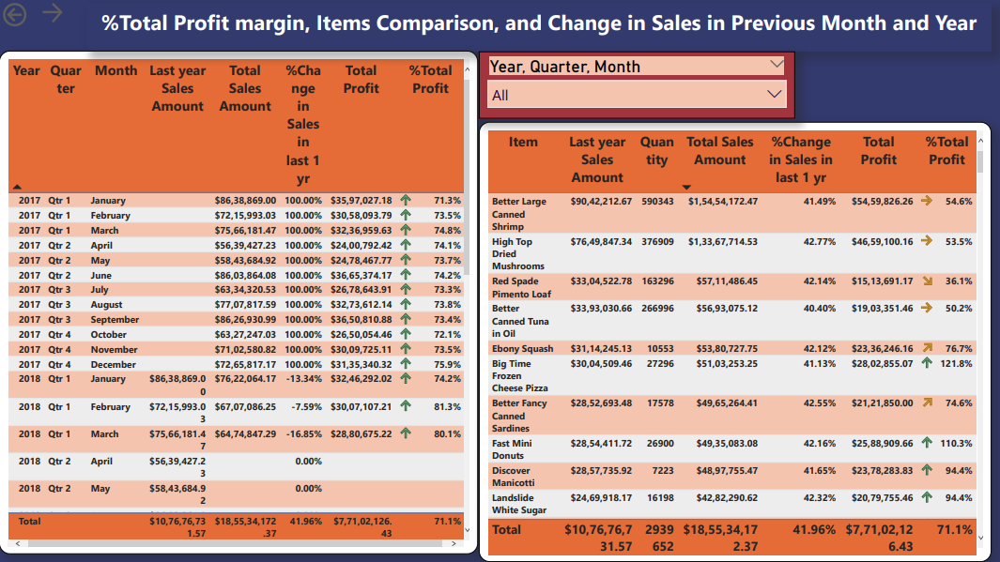 %Total Profit margin, Items Comparison, and Change in Sales in Previous Month and Year
Year Quar Month Last year Total %Cha Total %Total
ter Sales Sales nge Profit Profit
Amount Amount in
Sales
in
last 1
yr
2017 Qtr 1 January $86,38,869.00 100.00% $35,97,027.18 71.3%
2017 Qtr 1 February $72,15,993.03 100.00% $30,58,093.79 73.5%
2017 Qtr 1 March $75,66,181.47 100.00% $32,36,959.63 74.8%
2017 Qtr 2 April $56,39,427.23 100.00% $24,00,792.42 74.1%
2017 Qtr 2 May $58,43,684.92 100.00% $24,78,467.77 73.7%
2017 Qtr 2 June $86,03,864.08 100.00% $36,65,374.17 74.2%
2017 Qtr 3 July $63,34,320.53 100.00% $26,78,643.91 73.3%
2017 Qtr 3 August $77,07,817.59 100.00% $32,73,612.14 73.8%
2017 Qtr 3 September $86,26,930.99 100.00% $36,50,810.88 73.4%
2017 Qtr 4 October $63,27,247.03 100.00% $26,50,054.46 72.1%
2017 Qtr 4 November $71,02,580.82 100.00% $30,09,725.11 73.5%
2017 Qtr 4 December $72,65,817.17 100.00% $31,35,340.32 75.9%
2018 Qtr 1 January $86,38,869.0 $76,22,064.17 -13.34% $32,46,292.02 74.2%
0
2018 Qtr 1 February $72,15,993.0 $67,07,086.25 -7.59% $30,07,107.21 81.3%
3
2018 Qtr 1 March $75,66,181.4 $64,74,847.29 -16.85% $28,80,675.22 80.1%
7
2018 Qtr 2 April $56,39,427.2 0.00%
3
2018 Qtr 2 May $58,43,684.9 0.00%
2
Total $10,76,76,73 $18,55,34,172 41.96% $7,71,02,126. 71.1%
1.57 .37 43
Year, Quarter, Month
All
Item Last year Quan Total Sales %Change Total %Total
Sales tity Amount in Sales in Profit Profit
Amount last 1 yr
Better Large $90,42,212.67 590343 $1,54,54,172.47 41.49% $54,59,826.26 54.6%
Canned
Shrimp
High Top $76,49,847.34 376909 $1,33,67,714.53 42.77% $46,59,100.16 53.5%
Dried
Mushrooms
Red Spade $33,04,522.78 163296 $57,11,486.45 42.14% $15,13,691.17 36.1%
Pimento Loaf
Better $33,93,030.66 266996 $56,93,075.12 40.40% $19,03,351.46 50.2%
Canned Tuna
in Oil
Ebony Squash $31,14,245.13 10553 $53,80,727.75 42.12% $23,36,246.16 76.7%
Big Time $30,04,509.46 27296 $51,03,253.25 41.13% $28,02,855.07 121.8%
Frozen
Cheese Pizza
Better Fancy $28,52,693.48 17578 $49,65,264.41 42.55% $21,21,850.00 74.6%
Canned
Sardines
Fast Mini $28,54,411.72 26900 $49,35,083.08 42.16% $25,88,909.66 110.3%
Donuts
Discover $28,57,735.92 7223 $48,97,755.47 41.65% $23,78,283.83 94.4%
Manicotti
Landslide $24,69,918.17 16198 $42,82,290.62 42.32% $20,79,755.46 94.4%
White Sugar
Total $10,76,76,7 2939 $18,55,34,17 41.96% $7,71,02,12 71.1%
31.57 652 2.37 6.43